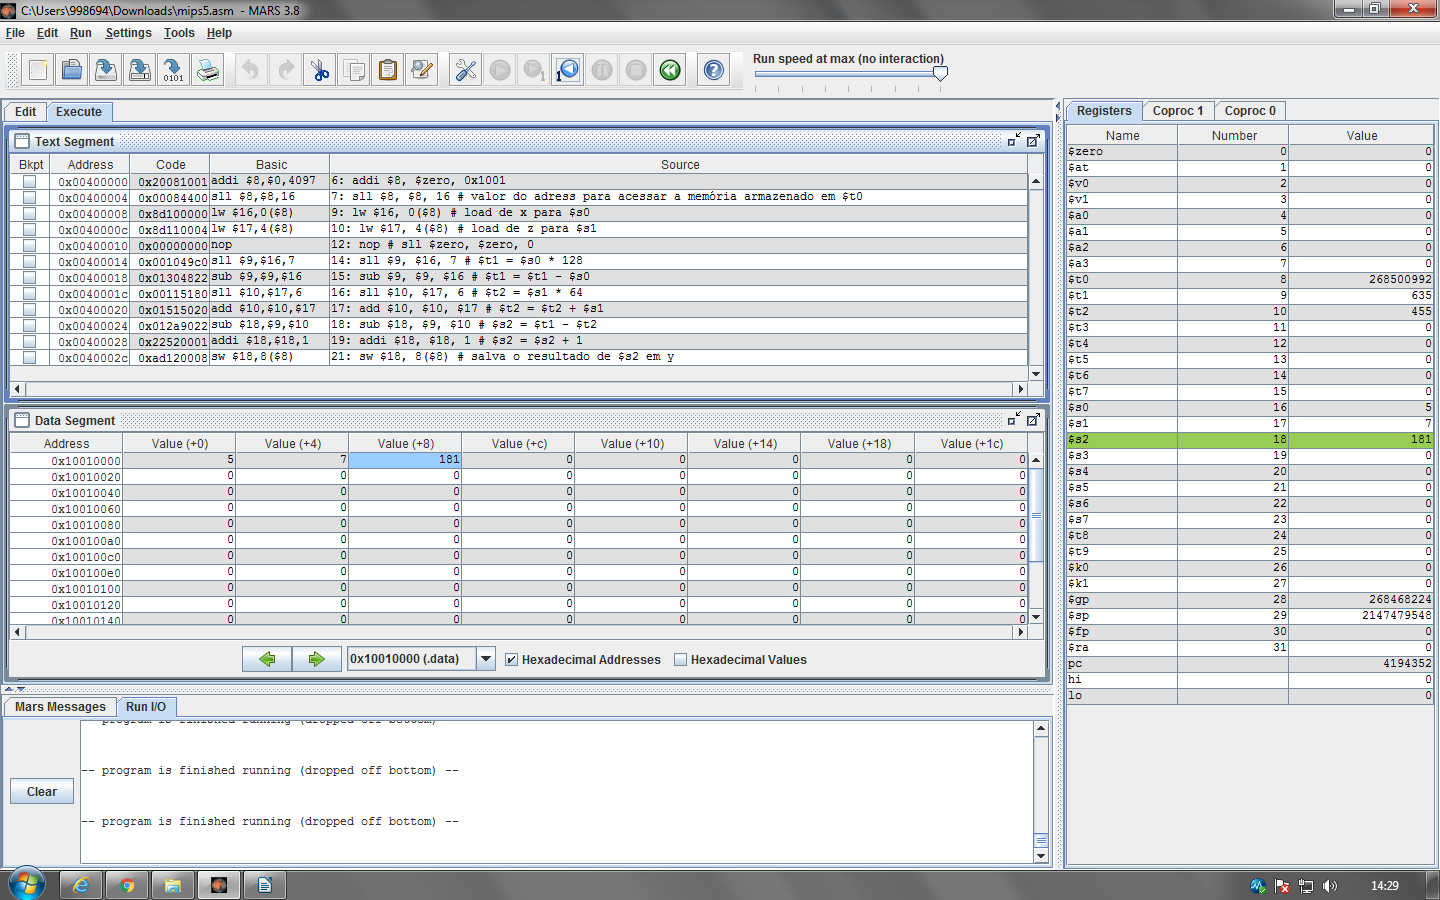 C:\Users\998694\Downloads\mips5.asm - MARS 3.8
File Edit Run Settings Tools Help
Run speed at max (no interaction)
Edit Execute
Text Segment
Bkpt Address Code Basic Source
0x00400000 0x20081001 addi $8,$0,4097 6: addi $8, $zero, 0x1001
0x00400004 0x00084400 sll $8,$8,16 7: sll $8, $8, 16 # valor do adress para acessar a memória armazenado em $t0
0x00400008 0x8d100000 lw $16,0($8) 9: lw $16, 0($8) # load de x para $s0
0x0040000c 0x8d110004 lw $17,4($8) 10: lw $17, 4($8) # load de z para $s1
0x00400010 0x00000000 nop 12: nop # sll $zero, $zero, 0
0x00400014 0x001049c0 sll $9,$16,7 14: sll $9, $16, 7 # $t1 = $s0 * 128
0x00400018 0x01304822 sub $9,$9,$16 15: sub $9, $9, $16 # $t1 = $t1 - $s0
0x0040001c 0x00115180 sll $10,$17,6 16: sll $10, $17, 6 # $t2 = $s1 * 64
0x00400020 0x01515020 add $10,$10,$17 17: add $10, $10, $17 # $t2 = $t2 + $s1
0x00400024 0x012a9022 sub $18,$9,$10 18: sub $18, $9, $10 # $s2 = $t1 - $t2
0x00400028 0x22520001 addi $18,$18,1 19: addi $18, $18, 1 # $s2 = $s2 + 1
0x0040002c 0xad120008 sw $18,8($8) 21: sw $18, 8($8) # salva o resultado de $s2 em y
Data Segment
Address Value (+0) Value (+4) Value (+8) Value (+c) Value (+10) Value (+14) Value (+18) Value (+1c)
0x10010000 5 7 181 0 0 0 0 0
0x10010020 0 0 0 0 0 0 0 0
0x10010040 0 0 0 0 0 0 0 0
0x10010060 0 0 0 0 0 0 0 0
0x10010080 0 0 0 0 0 0 0 0
0x100100a0 0 0 0 0 0 0 0 0
0x100100c0 0 0 0 0 0 0 0 0
0x100100e0 0 0 0 0 0 0 0 0
0x10010100 0 0 0 0 0 0 0 0
0x10010120 0 0 0 0 0 0 0 0
0x10010140 0 0 0 0 0 0 0 0
0x10010000 (.data) Hexadecimal Addresses Hexadecimal Values
Mars Messages Run I/O
program is finished running (dropped off bottom)
-- program is finished running (dropped off bottom) --
-- program is finished running (dropped off bottom) --
Clear
Registers Coproc 1 Coproc 0
Name Number Value
$zero 0 0
$at 1 0
$v0 2 0
$v1 3 0
$a0 4 0
$a1 5 0
$a2 6 0
$a3 7 0
$t0 8 268500992
$t1 9 635
$t2 10 455
$t3 11 0
$t4 12 0
$t5 13 0
$t6 14 0
$t7 15 0
$s0 16 5
$s1 17 7
$s2 18 181
$s3 19 0
$s4 20 0
$s5 21 0
$s6 22 0
$s7 23 0
$t8 24 0
$t9 25 0
$k0 26 0
$k1 27 0
$gp 28 268468224
$sp 29 2147479548
$fp 30 0
$ra 31 0
pc 4194352
hi 0
lo 0
14:29